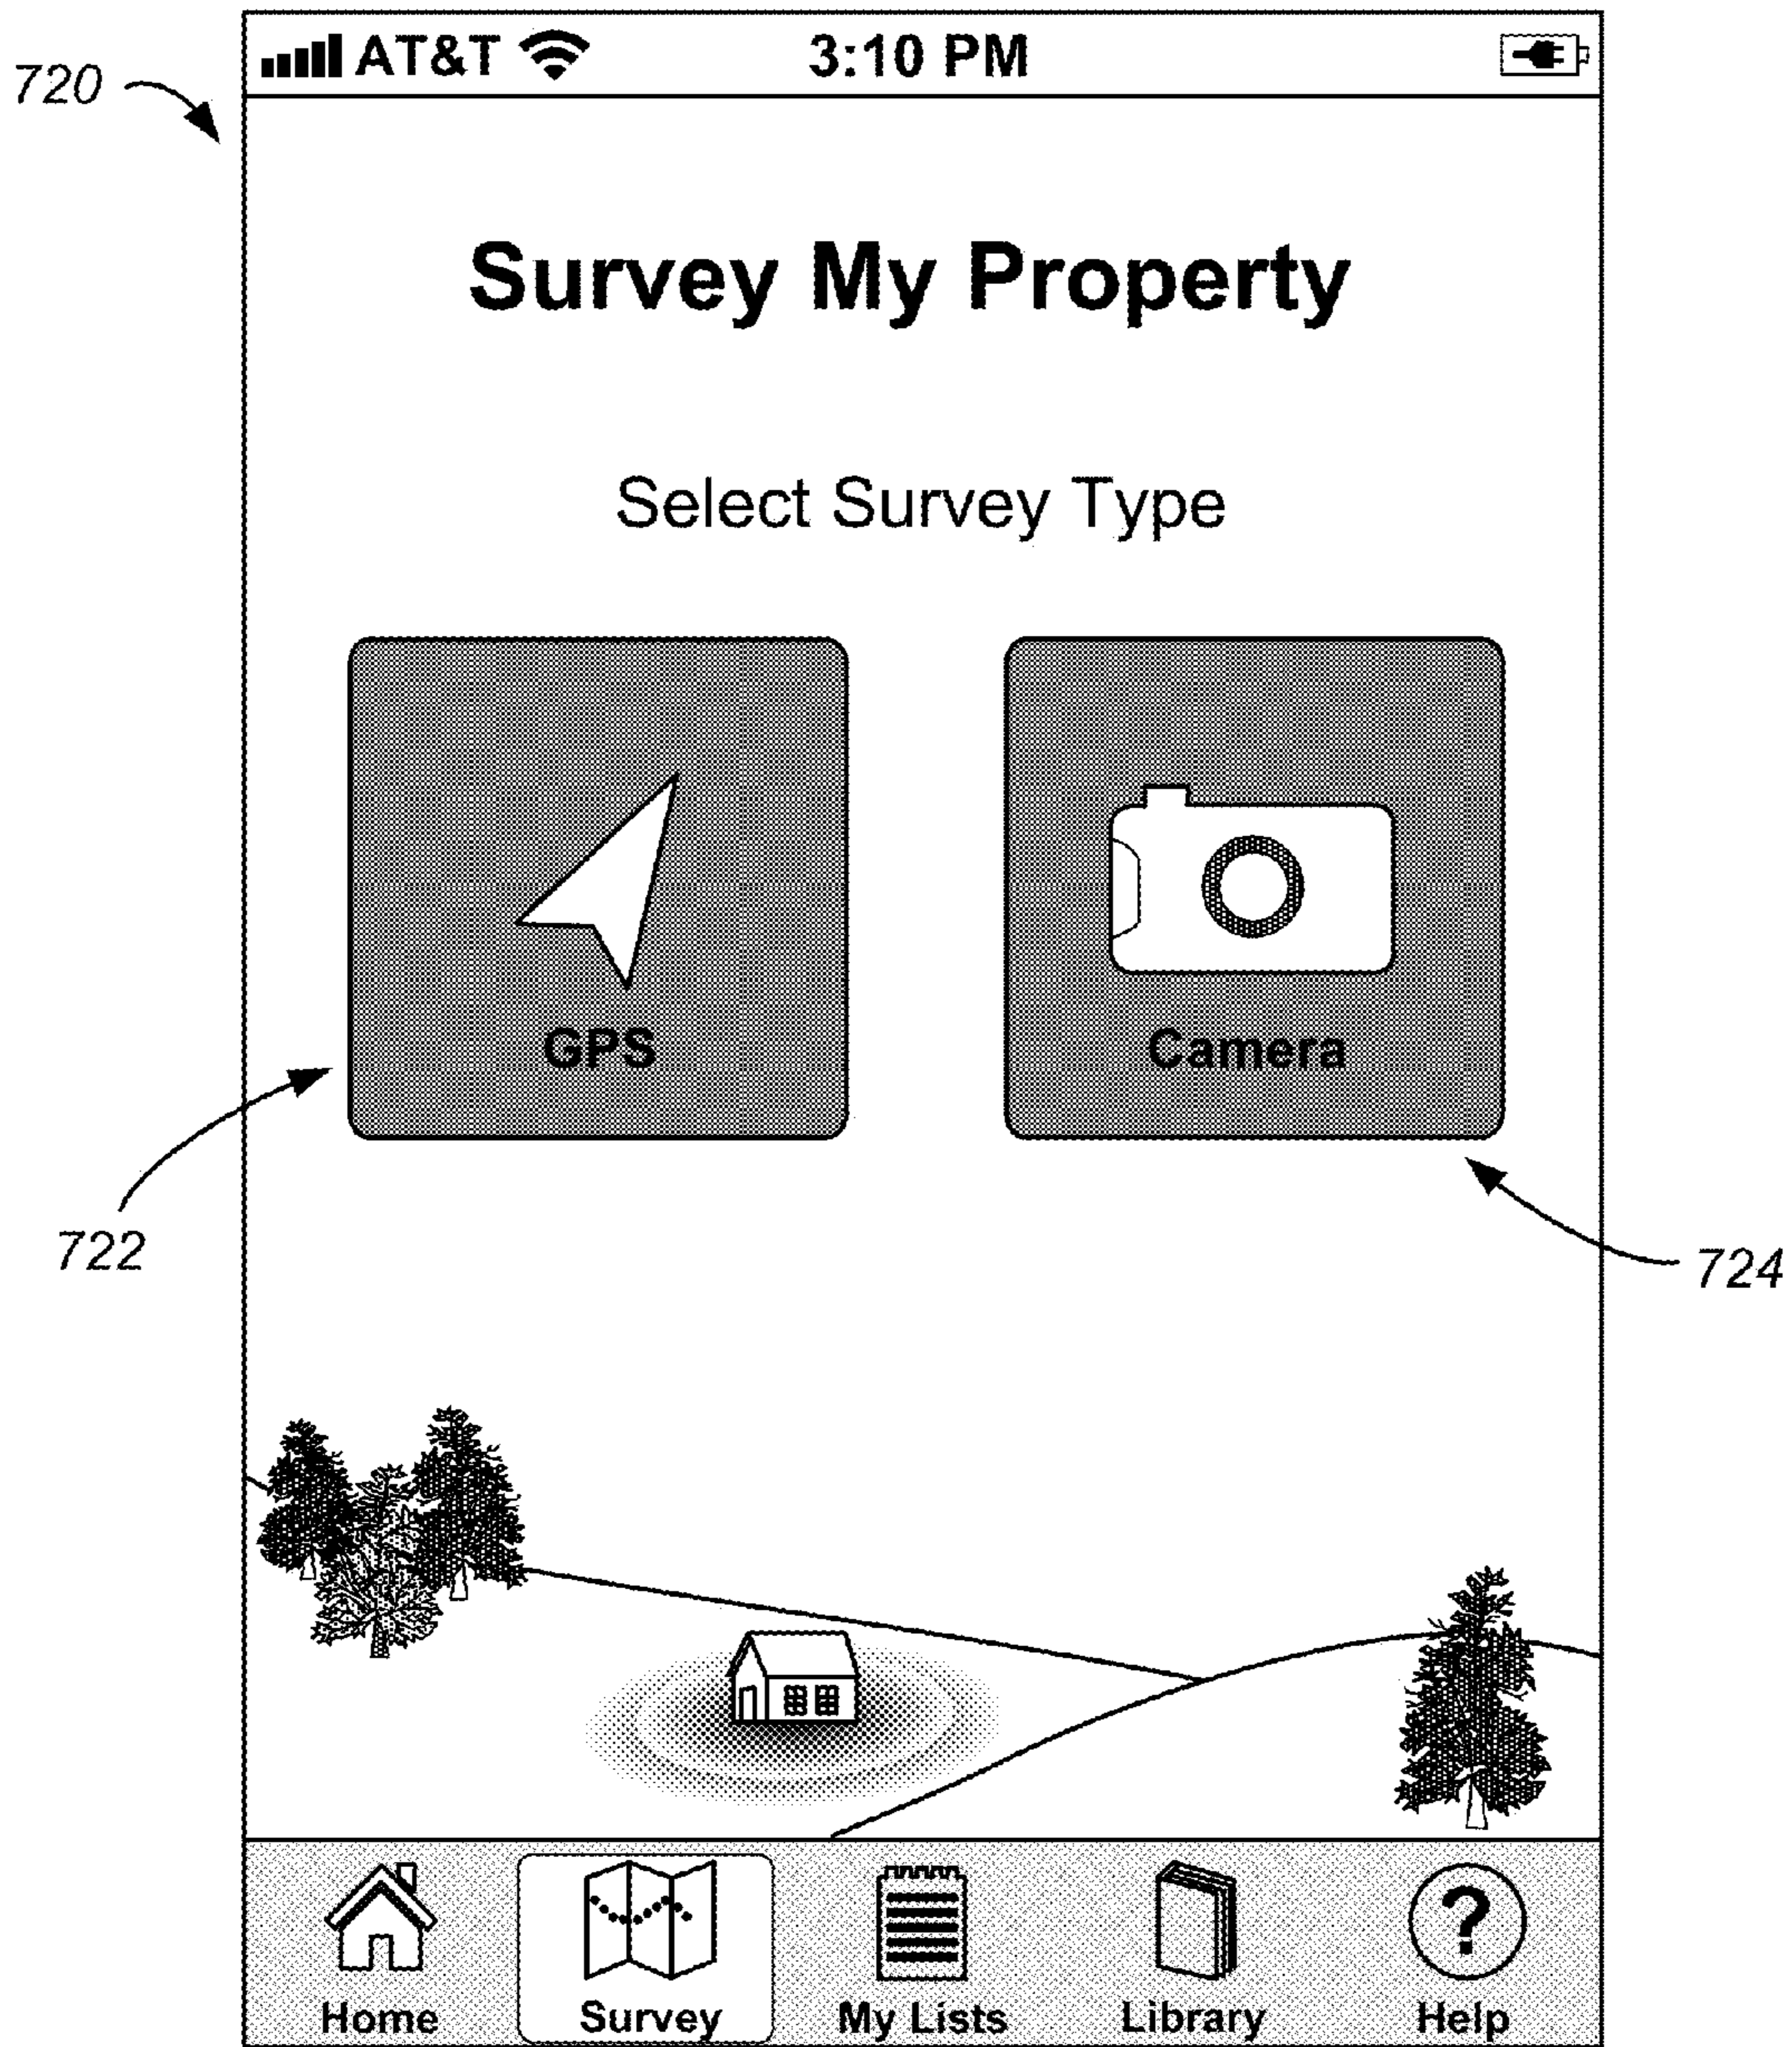 AT&T 3:10 PM
720
Survey My Property
Select Survey Type
GPS Camera
722
724
Home Survey My Lists Library Help
?